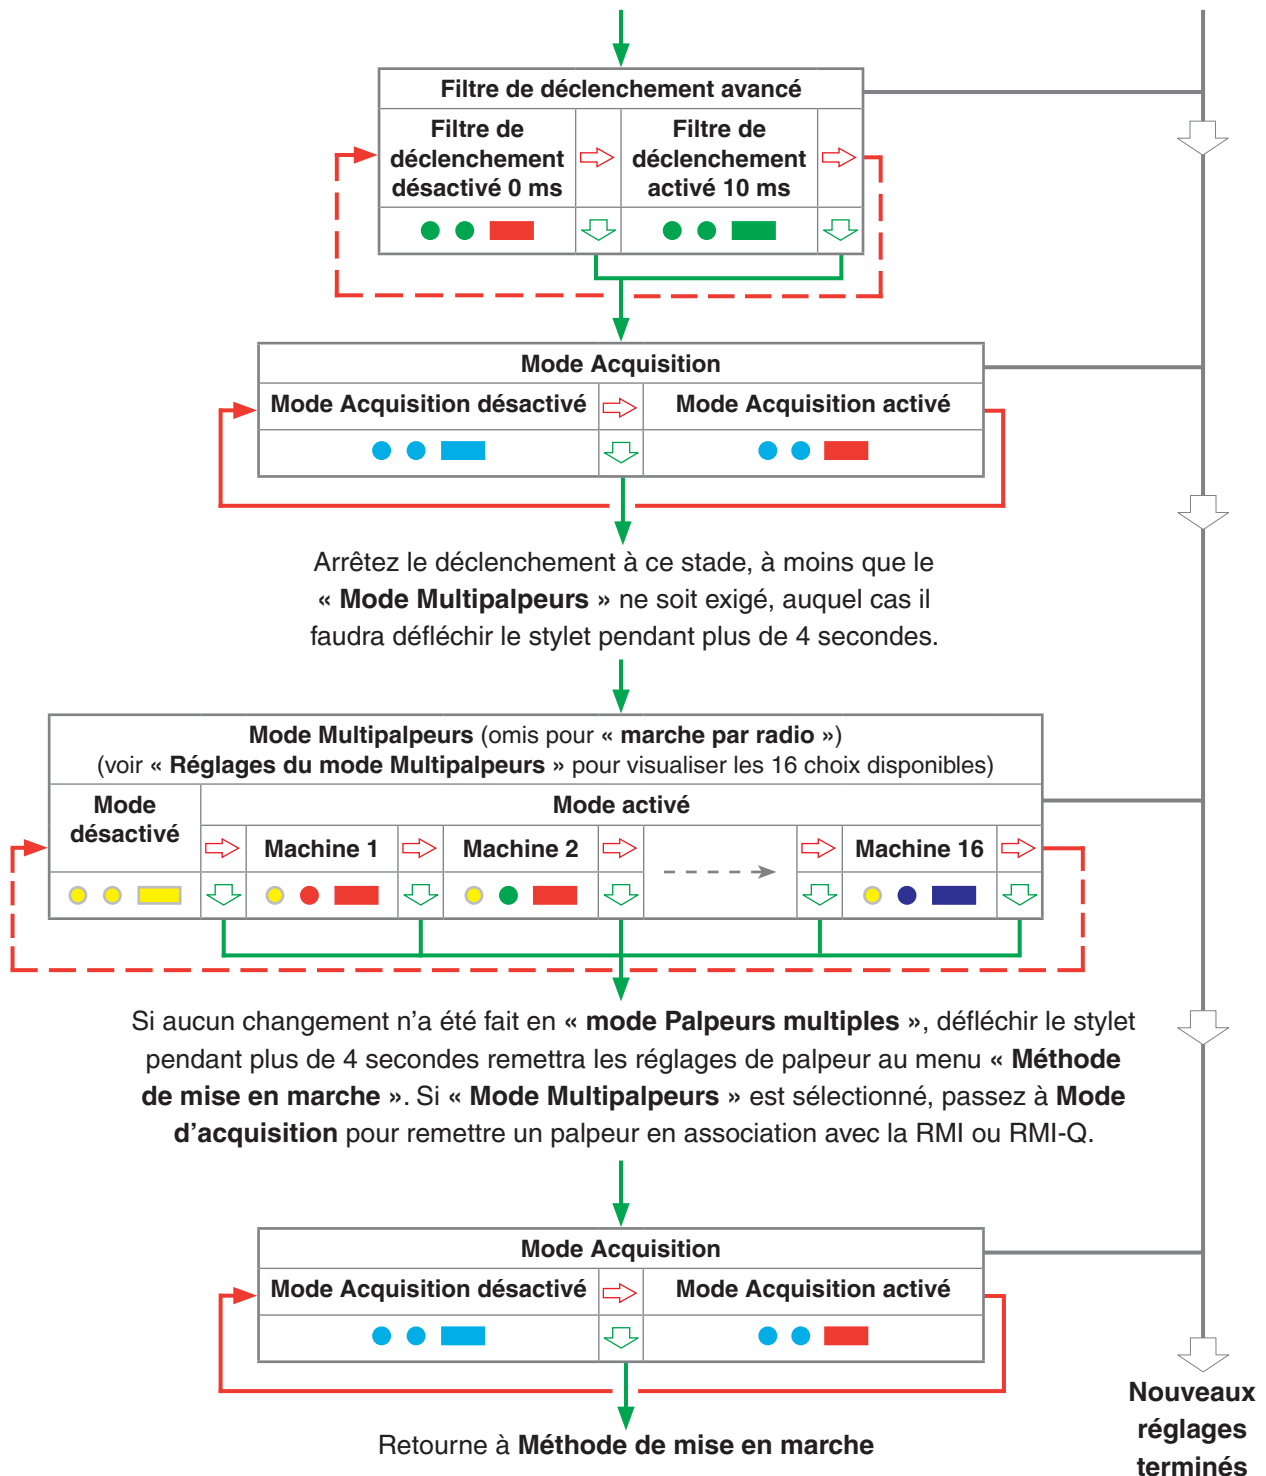 Filtre de déclenchement avancé
Filtre de
déclenchement
désactivé 0 ms
Filtre de
déclenchement
activé 10 ms
Mode Acquisition
Mode Acquisition désactivé
Mode Acquisition activé
Arrêtez le déclenchement à ce stade, à moins que le
« Mode Multipalpeurs » ne soit exigé, auquel cas il
faudra défléchir le stylet pendant plus de 4 secondes.
Mode Multipalpeurs (omis pour « marche par radio »)
(voir « Réglages du mode Multipalpeurs » pour visualiser les 16 choix disponibles)
Mode
désactivé
Mode activé
Machine 1
Machine 2
Machine 16
Si aucun changement n'a été fait en « mode Palpeurs multiples », défléchir le stylet
pendant plus de 4 secondes remettra les réglages de palpeur au menu « Méthode
de mise en marche ». Si « Mode Multipalpeurs » est sélectionné, passez à Mode
d'acquisition pour remettre un palpeur en association avec la RMI ou RMI-Q.
Mode Acquisition
Mode Acquisition désactivé
Mode Acquisition activé
Retourne à Méthode de mise en marche
Nouveaux
réglages
terminés